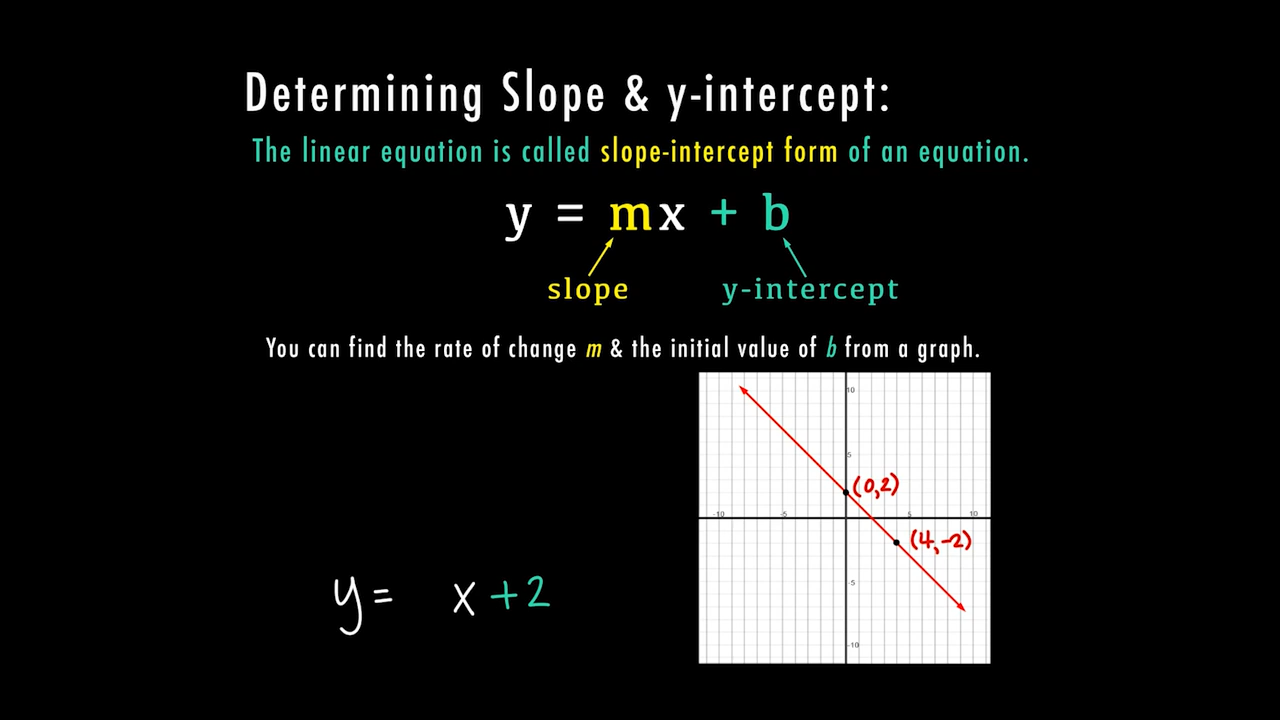 Determining Slope & y-intercept:
The linear equation is called slope-intercept form of an equation.
y = mx + b
slope
y-intercept
You can find the rate of change m & the initial value of b from a graph.
10
5
(0,2)
-10
-5
5
10
(4,-2)
-5
-10
y= x +2